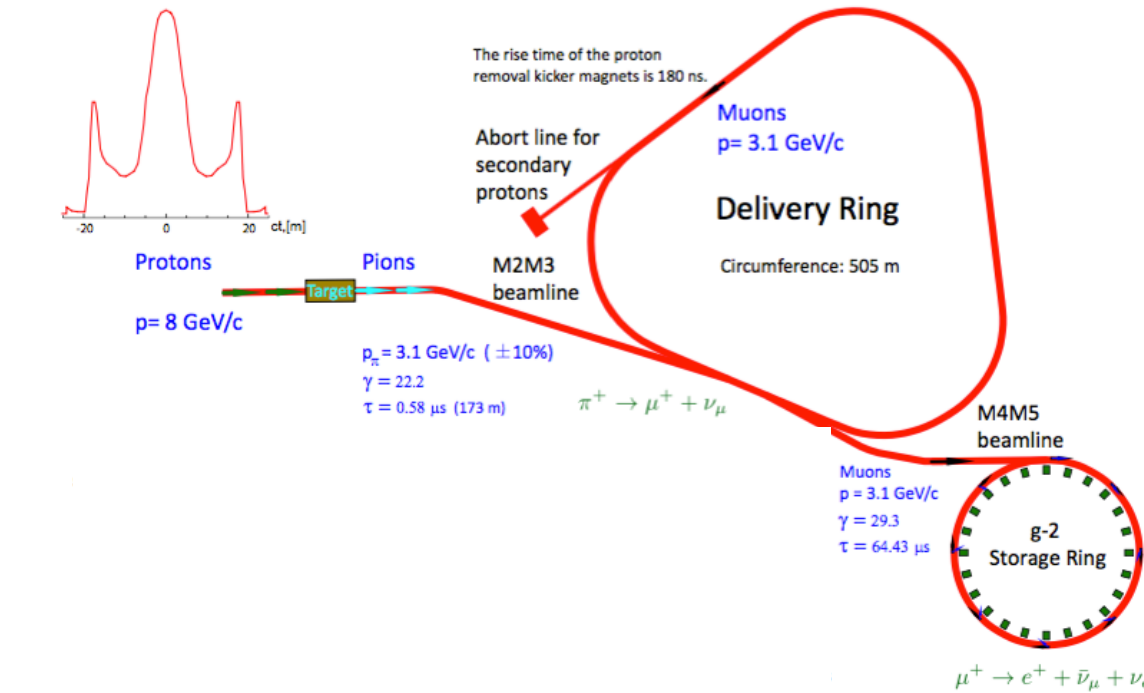 The rise time of the proton
removal kicker magnets is 180 ns.
Muons
p= 3.1 GeV/c
Abort line for
secondary
protons
Delivery Ring
Circumference: 505 m
-20 0 20 ct,[m]
Protons
Pions
M2M3
beamline
Target
p= 8 GeV/c
pπ = 3.1 GeV/c ( ±10%)
γ = 22.2
τ = 0.58 μs (173 m)
π⁺ → μ⁺ + νμ
M4M5
beamline
Muons
p = 3.1 GeV/c
γ = 29.3
τ = 64.43 μs
g-2
Storage Ring
μ⁺ → e⁺ + ν̄μ + ν